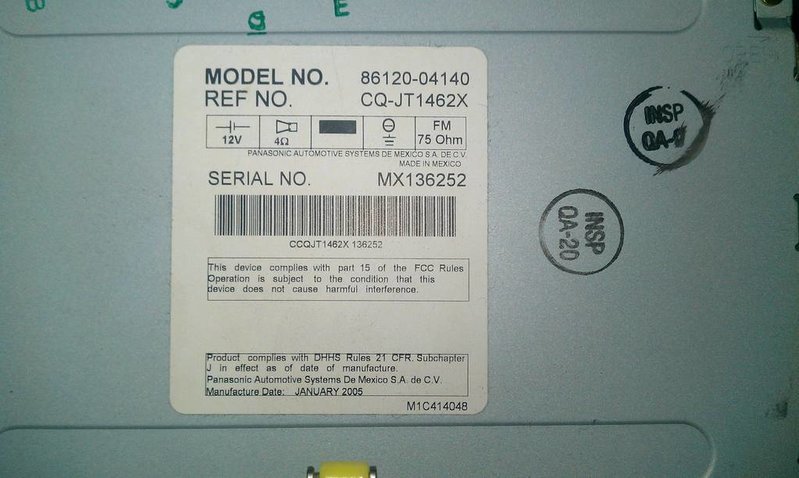 B
E
MODEL NO. 86120-04140
REF NO. CQ-JT1462X
12V 4Ω FM 75 Ohm
PANASONIC AUTOMOTIVE SYSTEMS DE MEXICO S.A. DE C.V.
MADE IN MEXICO
SERIAL NO. MX136252
CCQJT1462X 136252
This device complies with part 15 of the FCC Rules
Operation is subject to the condition that this
device does not cause harmful interference.
Product complies with DHHS Rules 21 CFR. Subchapter
J in effect as of date of manufacture.
Panasonic Automotive Systems De Mexico S.A. de C.V.
Manufacture Date: JANUARY 2005
M1C414048
INSP
INSP
QA-20